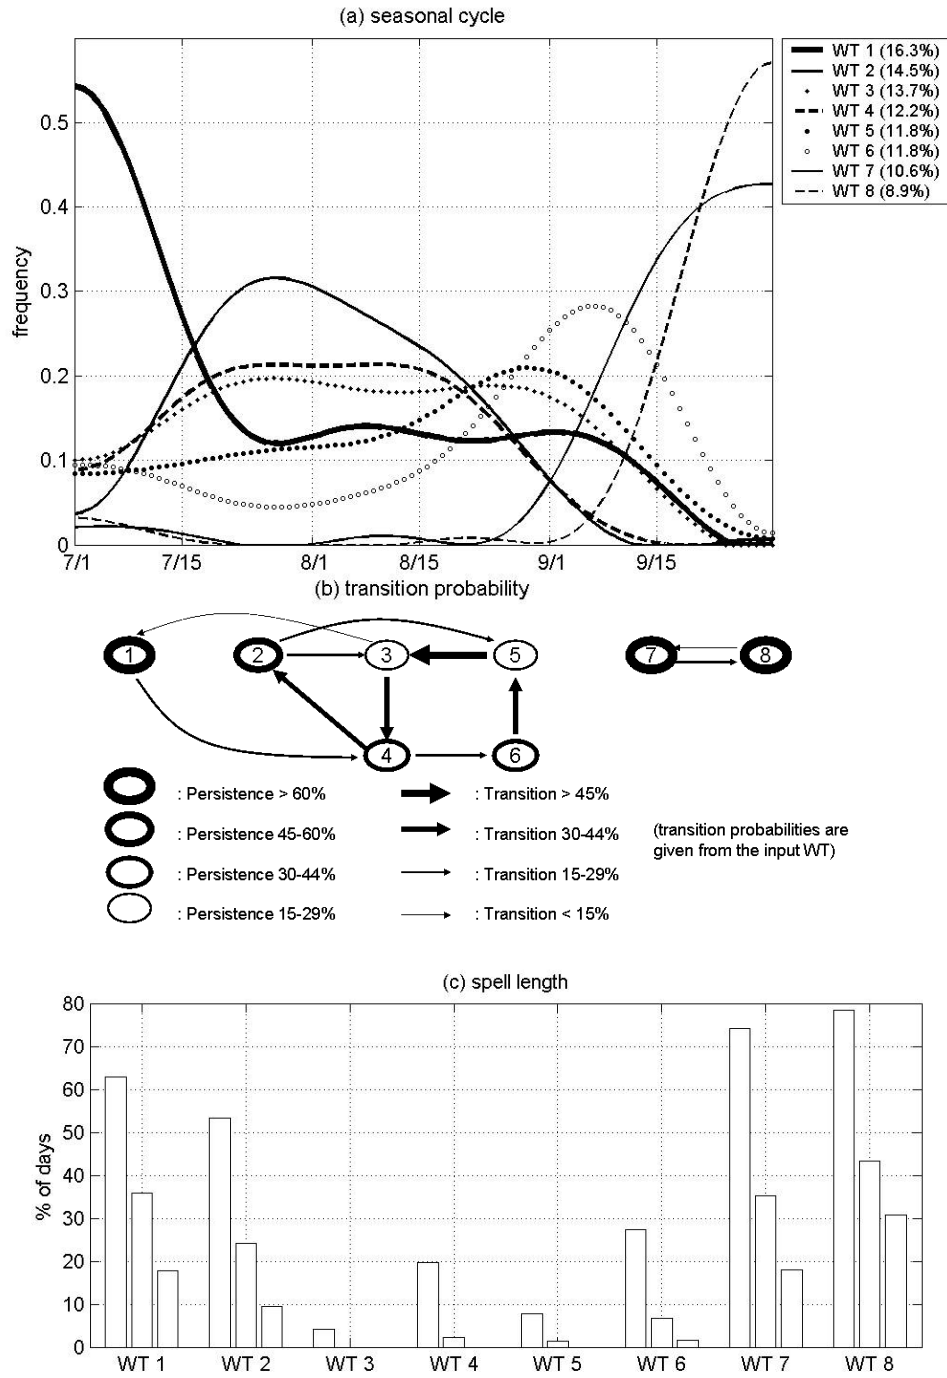 (a) seasonal cycle
WT 1 (16.3%)
WT 2 (14.5%)
WT 3 (13.7%)
WT 4 (12.2%)
WT 5 (11.8%)
WT 6 (11.8%)
WT 7 (10.6%)
WT 8 (8.9%)
frequency
0.5
0.4
0.3
0.2
0.1
0
7/1 7/15 8/1 8/15 9/1 9/15
(b) transition probability
1 2 3 5 7 8
4 6
: Persistence > 60% : Transition > 45%
: Persistence 45-60% : Transition 30-44% (transition probabilities are
given from the input WT)
: Persistence 30-44% : Transition 15-29%
: Persistence 15-29% : Transition < 15%
(c) spell length
% of days
80
70
60
50
40
30
20
10
0
WT 1 WT 2 WT 3 WT 4 WT 5 WT 6 WT 7 WT 8